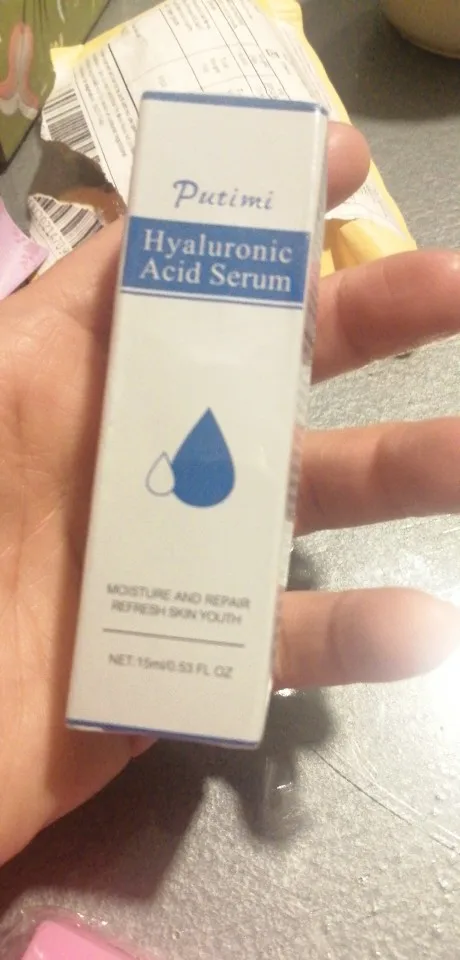 Putimi
Hyaluronic
Acid Serum
MOISTURE AND REPAIR
REFRESH SKIN YOUTH
NET:15ml/0.53 FL OZ